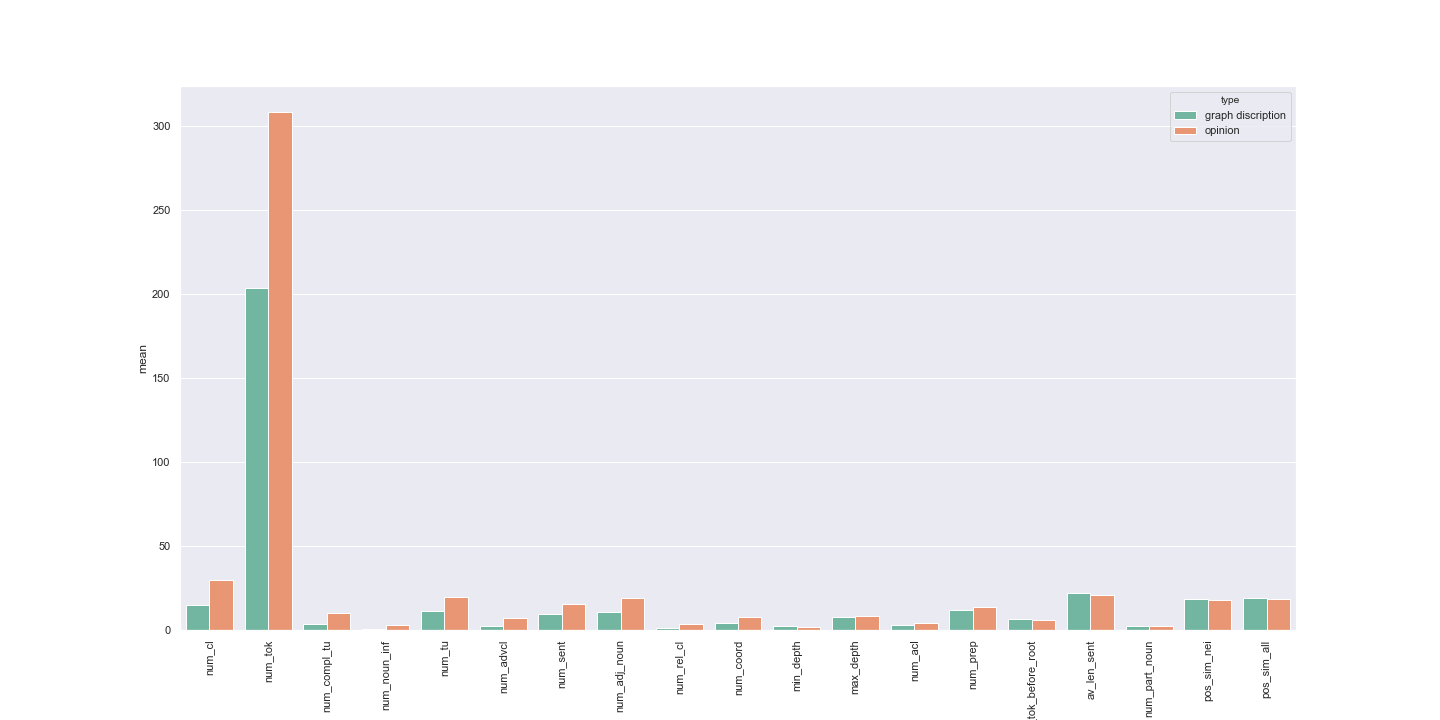 type
graph discription
opinion
300
250
200
150
100
50
0
mean
num_cl
num_tok
num_compl_tu
num_noun_inf
num_tu
num_advcl
num_sent
num_adj_noun
num_rel_cl
num_coord
min_depth
max_depth
num_acl
num_prep
_tok_before_root
av_len_sent
num_part_noun
pos_sim_nei
pos_sim_all